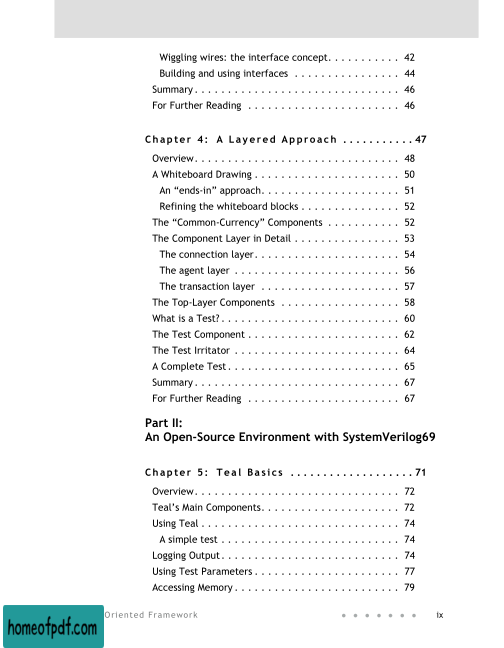 Wiggling wires: the interface concept. . . . . . . . . . . 42
Building and using interfaces . . . . . . . . . . . . . . . . 44
Summary. . . . . . . . . . . . . . . . . . . . . . . . . . . . . . . 46
For Further Reading . . . . . . . . . . . . . . . . . . . . . . . 46
Chapter 4: A Layered Approach . . . . . . . . . . . 47
Overview. . . . . . . . . . . . . . . . . . . . . . . . . . . . . . . 48
A Whiteboard Drawing . . . . . . . . . . . . . . . . . . . . . . 50
An “ends-in” approach. . . . . . . . . . . . . . . . . . . . . 51
Refining the whiteboard blocks . . . . . . . . . . . . . . . 52
The “Common-Currency” Components . . . . . . . . . . . 52
The Component Layer in Detail . . . . . . . . . . . . . . . . 53
The connection layer. . . . . . . . . . . . . . . . . . . . . . 54
The agent layer . . . . . . . . . . . . . . . . . . . . . . . . . 56
The transaction layer . . . . . . . . . . . . . . . . . . . . . 57
The Top-Layer Components . . . . . . . . . . . . . . . . . . 58
What is a Test? . . . . . . . . . . . . . . . . . . . . . . . . . . . 60
The Test Component . . . . . . . . . . . . . . . . . . . . . . . 62
The Test Irritator . . . . . . . . . . . . . . . . . . . . . . . . . 64
A Complete Test . . . . . . . . . . . . . . . . . . . . . . . . . . 65
Summary. . . . . . . . . . . . . . . . . . . . . . . . . . . . . . . 67
For Further Reading . . . . . . . . . . . . . . . . . . . . . . . 67
Part II:
An Open-Source Environment with SystemVerilog69
Chapter 5: Teal Basics . . . . . . . . . . . . . . . . . . . 71
Overview. . . . . . . . . . . . . . . . . . . . . . . . . . . . . . . 72
Teal’s Main Components. . . . . . . . . . . . . . . . . . . . . 72
Using Teal . . . . . . . . . . . . . . . . . . . . . . . . . . . . . . 74
A simple test . . . . . . . . . . . . . . . . . . . . . . . . . . . 74
Logging Output. . . . . . . . . . . . . . . . . . . . . . . . . . . 74
Using Test Parameters . . . . . . . . . . . . . . . . . . . . . . 77
Accessing Memory . . . . . . . . . . . . . . . . . . . . . . . . . 79
Oriented Framework ix
homeofpdf.com